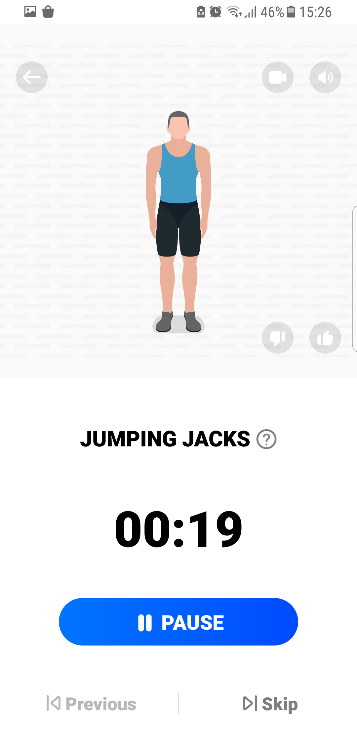 46% 15:26
JUMPING JACKS ?
00:19
PAUSE
Previous Skip